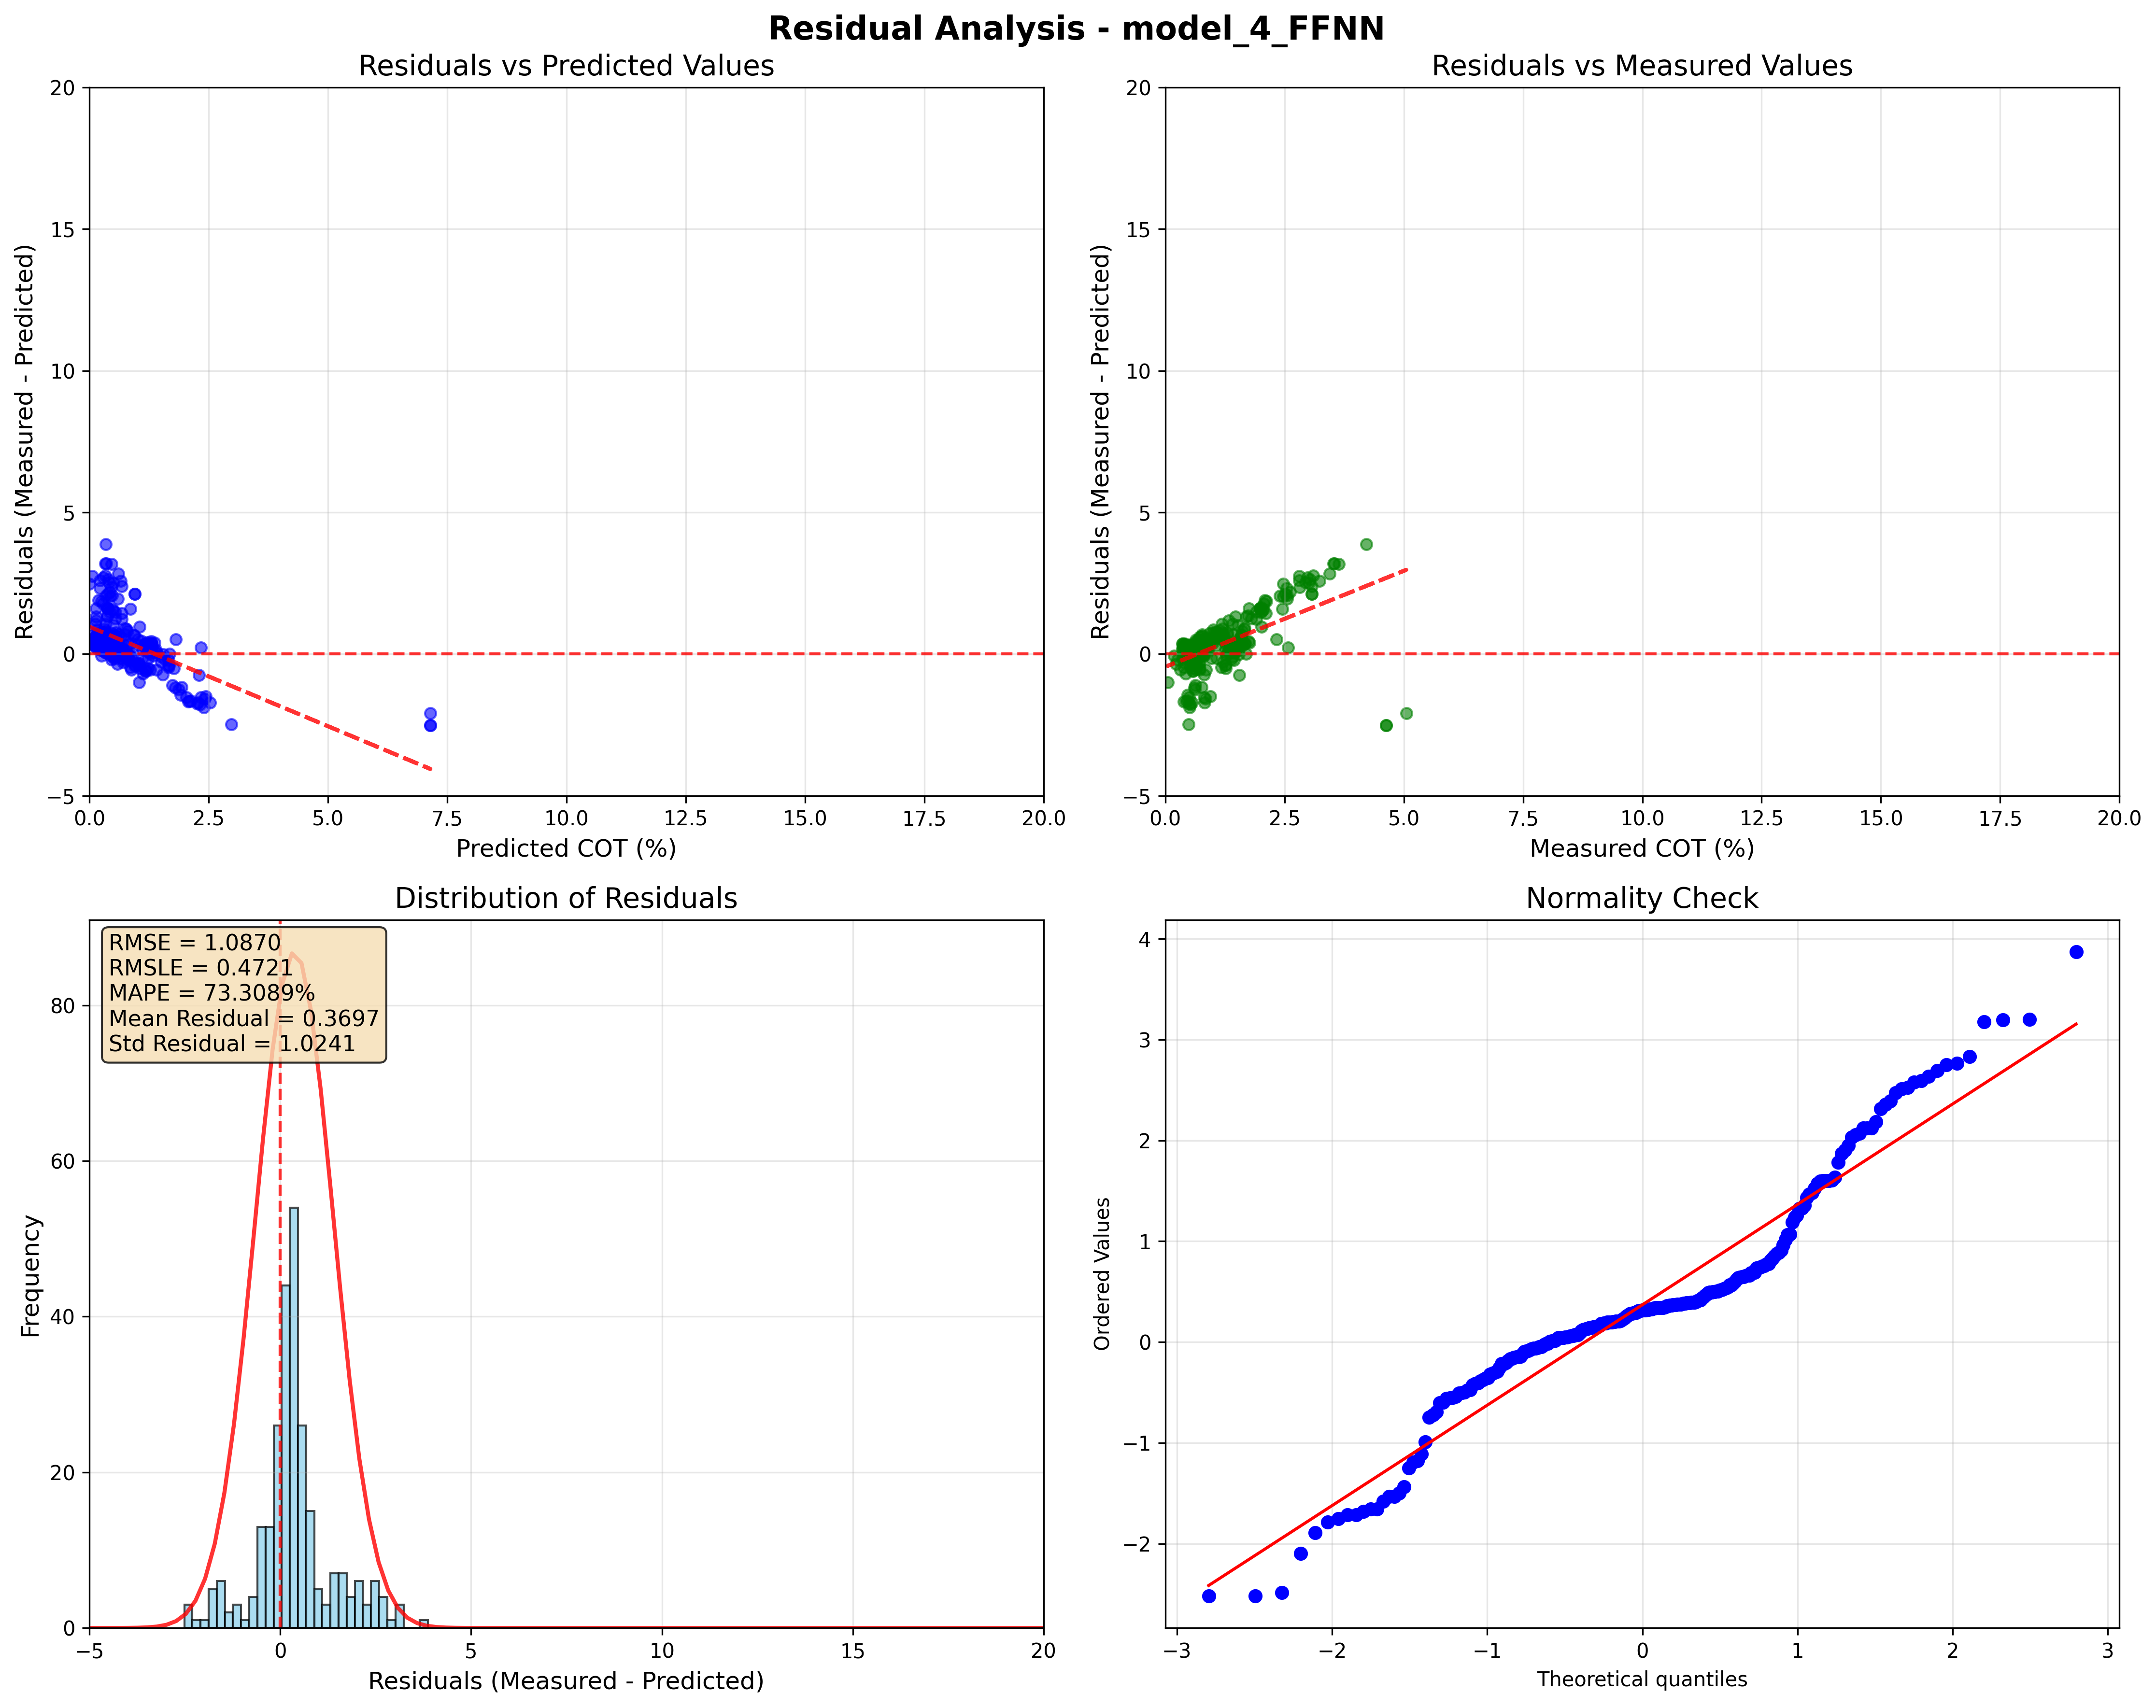 Residual Analysis - model_4_FFNN
Residuals vs Predicted Values
20
15
10
5
0
−5
0.0 2.5 5.0 7.5 10.0 12.5 15.0 17.5 20.0
Residuals (Measured - Predicted)
Predicted COT (%)
Residuals vs Measured Values
20
15
10
5
0
−5
0.0 2.5 5.0 7.5 10.0 12.5 15.0 17.5 20.0
Residuals (Measured - Predicted)
Measured COT (%)
Distribution of Residuals
RMSE = 1.0870
RMSLE = 0.4721
MAPE = 73.3089%
Mean Residual = 0.3697
Std Residual = 1.0241
80
60
40
20
0
−5 0 5 10 15 20
Frequency
Residuals (Measured - Predicted)
Normality Check
4
3
2
1
0
−1
−2
−3 −2 −1 0 1 2 3
Ordered Values
Theoretical quantiles